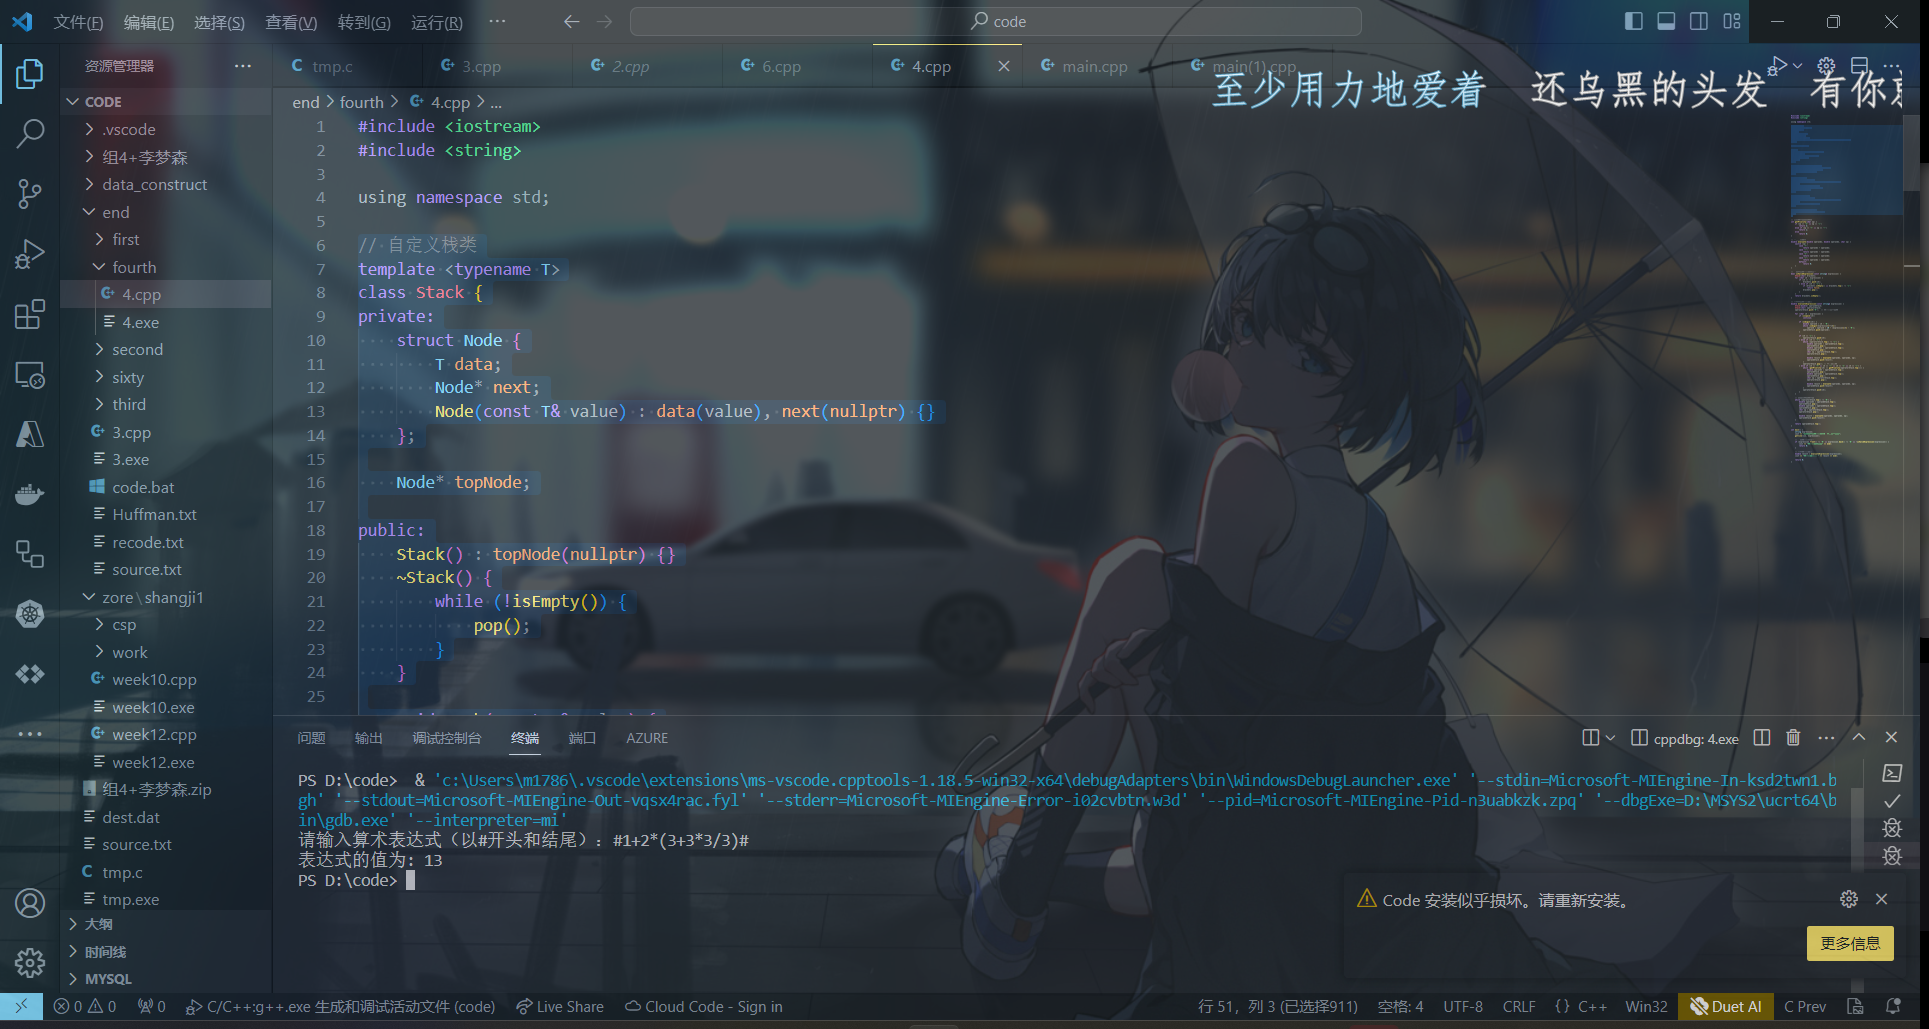 文件(F) 编辑(E) 选择(S) 查看(V) 转到(G) 运行(R) ··· code
资源管理器 ···
tmp.c 3.cpp 2.cpp 6.cpp 4.cpp main.cpp main(1).cpp
至少用力地爱着 还乌黑的头发 有你
CODE
.vscode
组4+李梦森
data_construct
end
first
fourth
4.cpp
4.exe
second
sixty
third
3.cpp
3.exe
code.bat
Huffman.txt
recode.txt
source.txt
zore\shangji1
csp
work
week10.cpp
week10.exe
week12.cpp
week12.exe
组4+李梦森.zip
dest.dat
source.txt
tmp.c
tmp.exe
大纲
时间线
MYSQL
end > fourth > 4.cpp > ...
1 #include <iostream>
2 #include <string>
3
4 using namespace std;
5
6 // 自定义栈类
7 template <typename T>
8 class Stack {
9 private:
10     struct Node {
11         T data;
12         Node* next;
13         Node(const T& value) : data(value), next(nullptr) {}
14     };
15
16     Node* topNode;
17
18 public:
19     Stack() : topNode(nullptr) {}
20     ~Stack() {
21         while (!isEmpty()) {
22             pop();
23         }
24     }
25
问题 输出 调试控制台 终端 端口 AZURE
cppdbg: 4.exe
PS D:\code>  & 'c:\Users\m1786\.vscode\extensions\ms-vscode.cpptools-1.18.5-win32-x64\debugAdapters\bin\WindowsDebugLauncher.exe' '--stdin=Microsoft-MIEngine-In-ksd2twn1.b
gh' '--stdout=Microsoft-MIEngine-Out-vqsx4rac.fyl' '--stderr=Microsoft-MIEngine-Error-i02cvbtn.w3d' '--pid=Microsoft-MIEngine-Pid-n3uabkzk.zpq' '--dbgExe=D:\MSYS2\ucrt64\b
in\gdb.exe' '--interpreter=mi'
请输入算术表达式（以#开头和结尾）: #1+2*(3+3*3/3)#
表达式的值为: 13
PS D:\code>
Code 安装似乎损坏。请重新安装。
更多信息
0 0 0 C/C++:g++.exe 生成和调试活动文件 (code) Live Share Cloud Code - Sign in 行 51，列 3 (已选择911) 空格: 4 UTF-8 CRLF {} C++ Win32 Duet AI C Prev